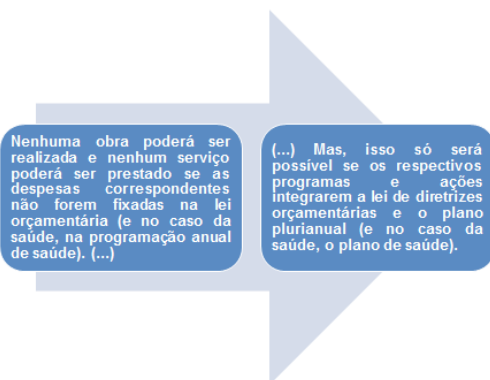 Nenhuma obra poderá ser
realizada e nenhum serviço
poderá ser prestado se as
despesas correspondentes
não forem fixadas na lei
orçamentária (e no caso da
saúde, na programação anual
de saúde). (...)
(...) Mas, isso só será
possível se os respectivos
programas e ações
integrarem a lei de diretrizes
orçamentárias e o plano
plurianual (e no caso da
saúde, o plano de saúde).